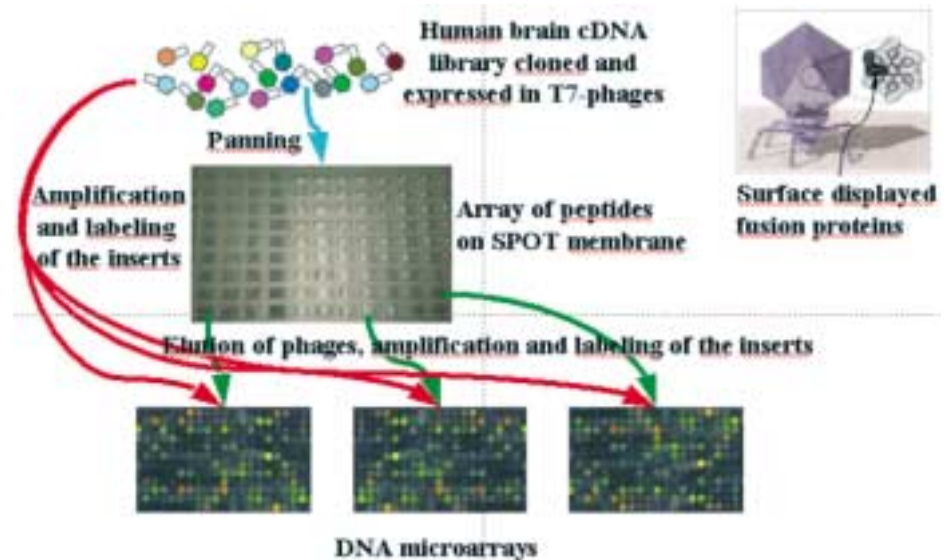 Human brain cDNA
library cloned and
expressed in T7-phages
Panning
Amplification
and labeling
of the inserts
Array of peptides
on SPOT membrane
Surface displayed
fusion proteins
Elution of phages, amplification and labeling of the inserts
DNA microarrays